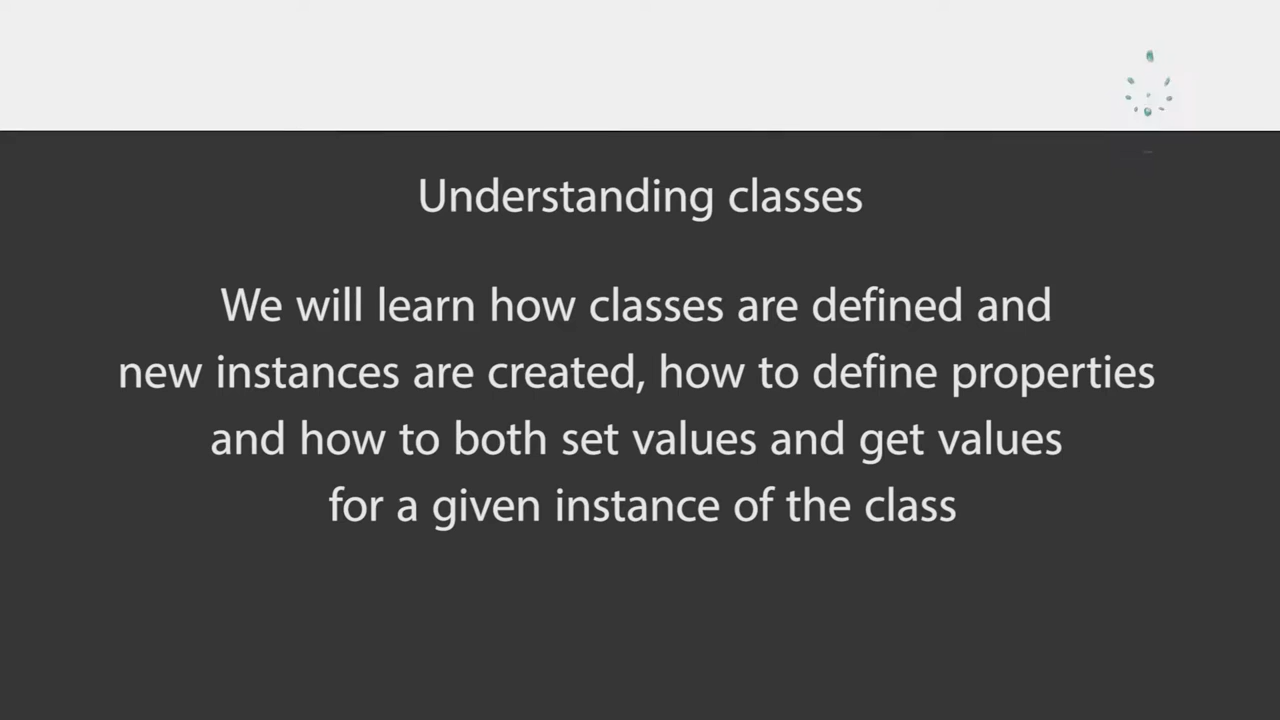 Understanding classes
We will learn how classes are defined and
new instances are created, how to define properties
and how to both set values and get values
for a given instance of the class